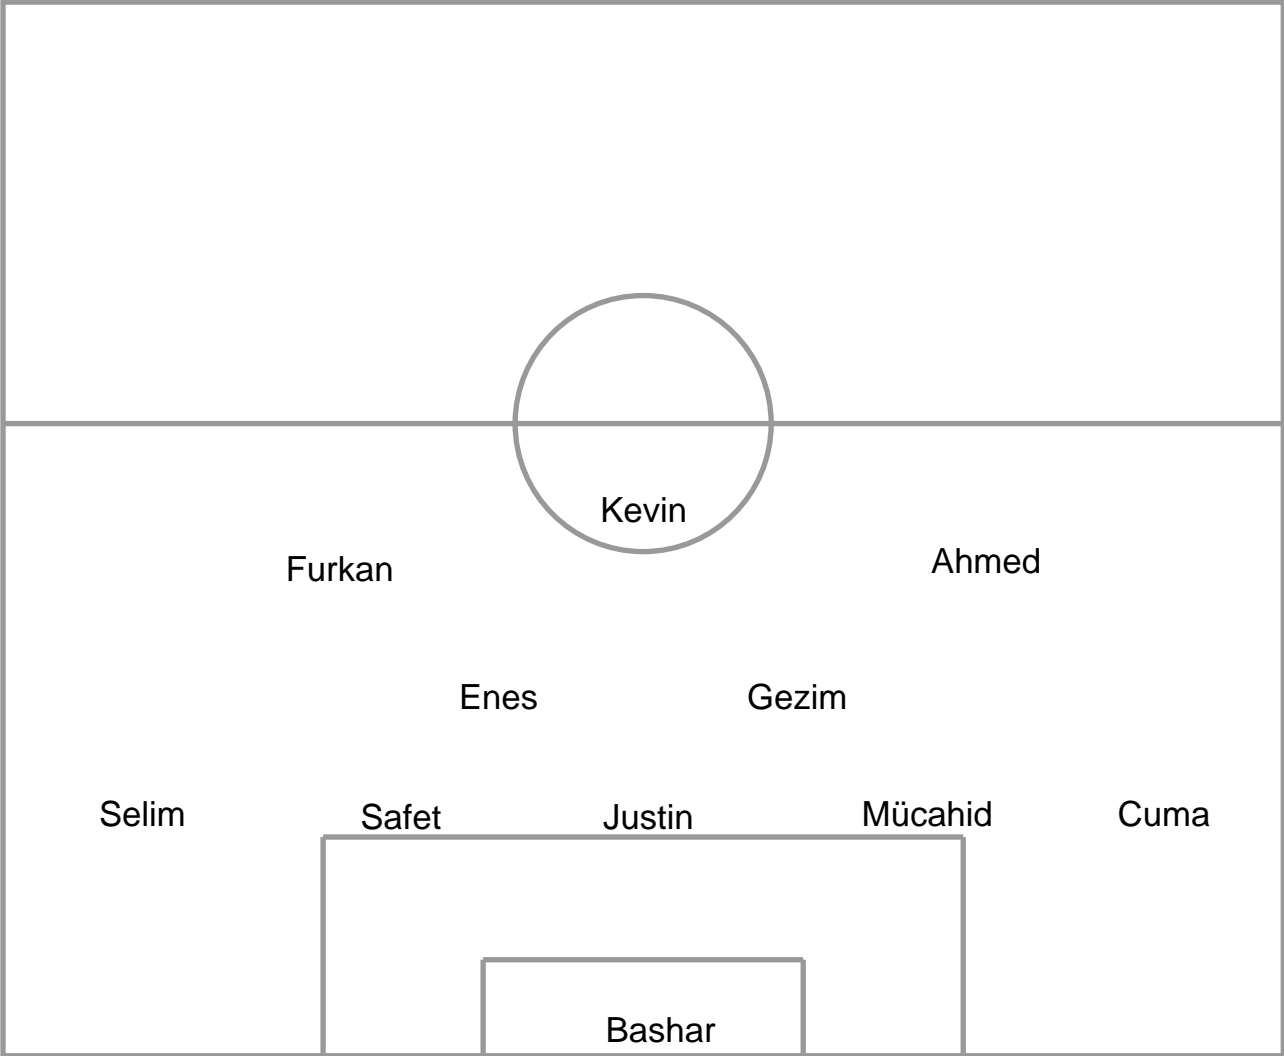 Kevin
Furkan
Ahmed
Enes
Gezim
Selim
Safet
Justin
Mücahid
Cuma
Bashar